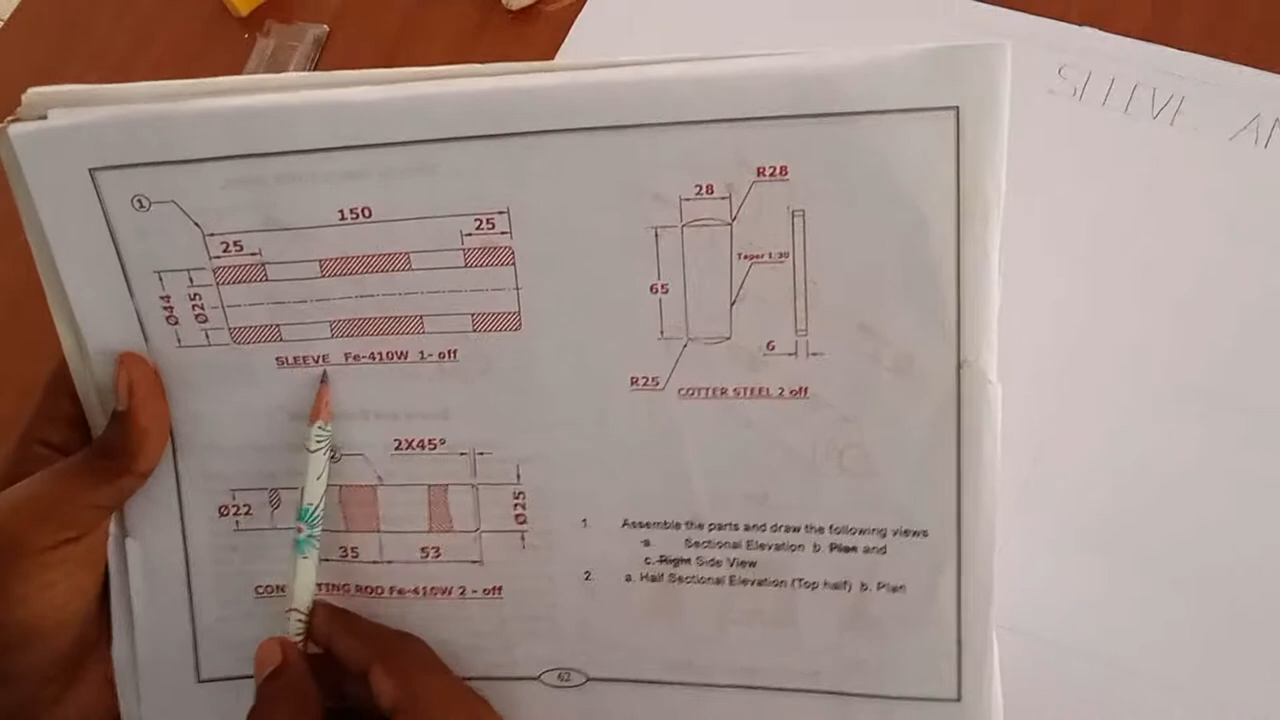 SLEEVE
1
150
25
25
Ø44
Ø25
SLEEVE Fe-410W 1-off
28
R28
Taper 1:30
65
6
R25
COTTER STEEL 2 off
2X45°
Ø22
Ø25
35
53
ROD Fe-410W 2 - off
1. Assemble the parts and draw the following views
a. Sectional Elevation b. Plan and
c. Right Side View
2. a. Half Sectional Elevation (Top half) b. Plan
62